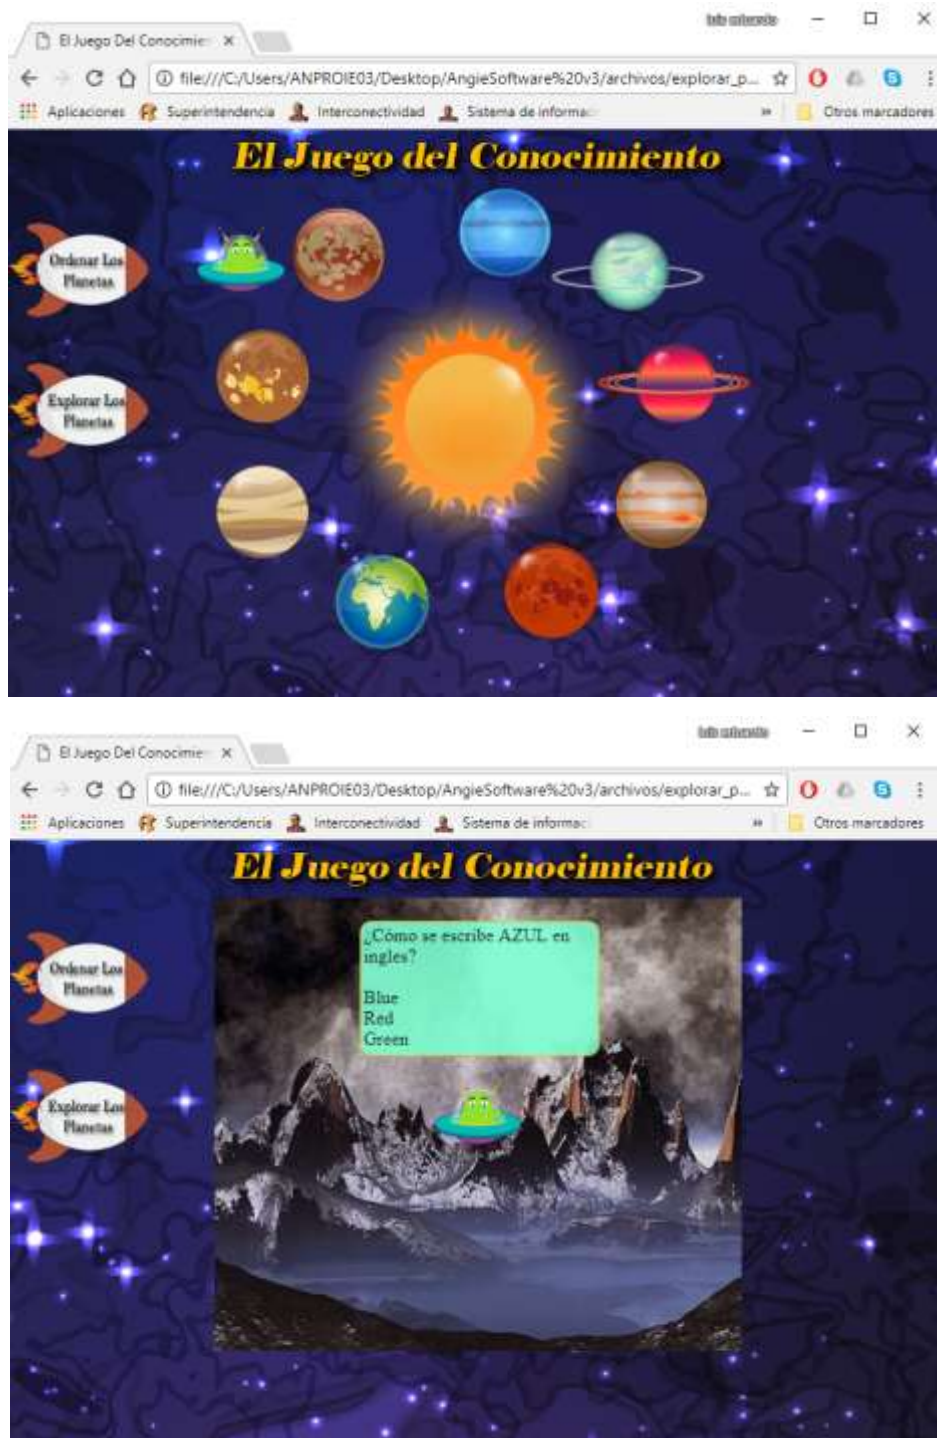 El Juego Del Conocimie
file:///C:/Users/ANPROIE03/Desktop/AngieSoftware%20v3/archivos/explorar_p...
Aplicaciones Superintendencia Interconectividad Sistema de informac » Otros marcadores
El Juego del Conocimiento
Ordenar Los
Planetas
Explorar Los
Planetas
El Juego Del Conocimie
file:///C:/Users/ANPROIE03/Desktop/AngieSoftware%20v3/archivos/explorar_p...
Aplicaciones Superintendencia Interconectividad Sistema de informac » Otros marcadores
El Juego del Conocimiento
¿Cómo se escribe AZUL en
ingles?
Blue
Red
Green
Ordenar Los
Planetas
Explorar Los
Planetas